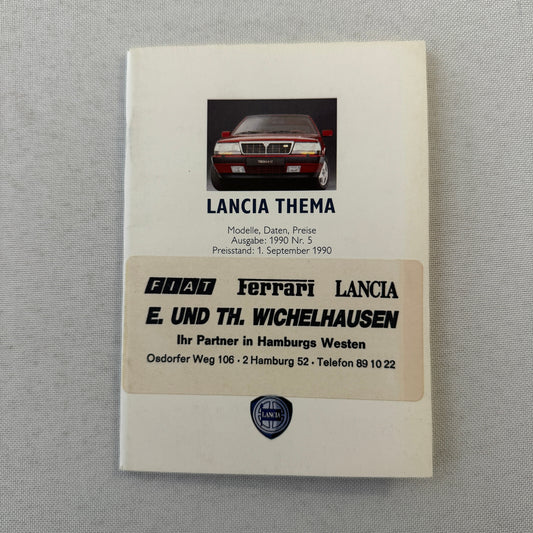 LANCIA THEMA
Modelle, Daten, Preise
Ausgabe: 1990 Nr. 5
Preisstand: 1. September 1990
FIAT Ferrari LANCIA
E. UND TH. WICHELHAUSEN
Ihr Partner in Hamburgs Westen
Osdorfer Weg 106 · 2 Hamburg 52 · Telefon 89 10 22
LANCIA